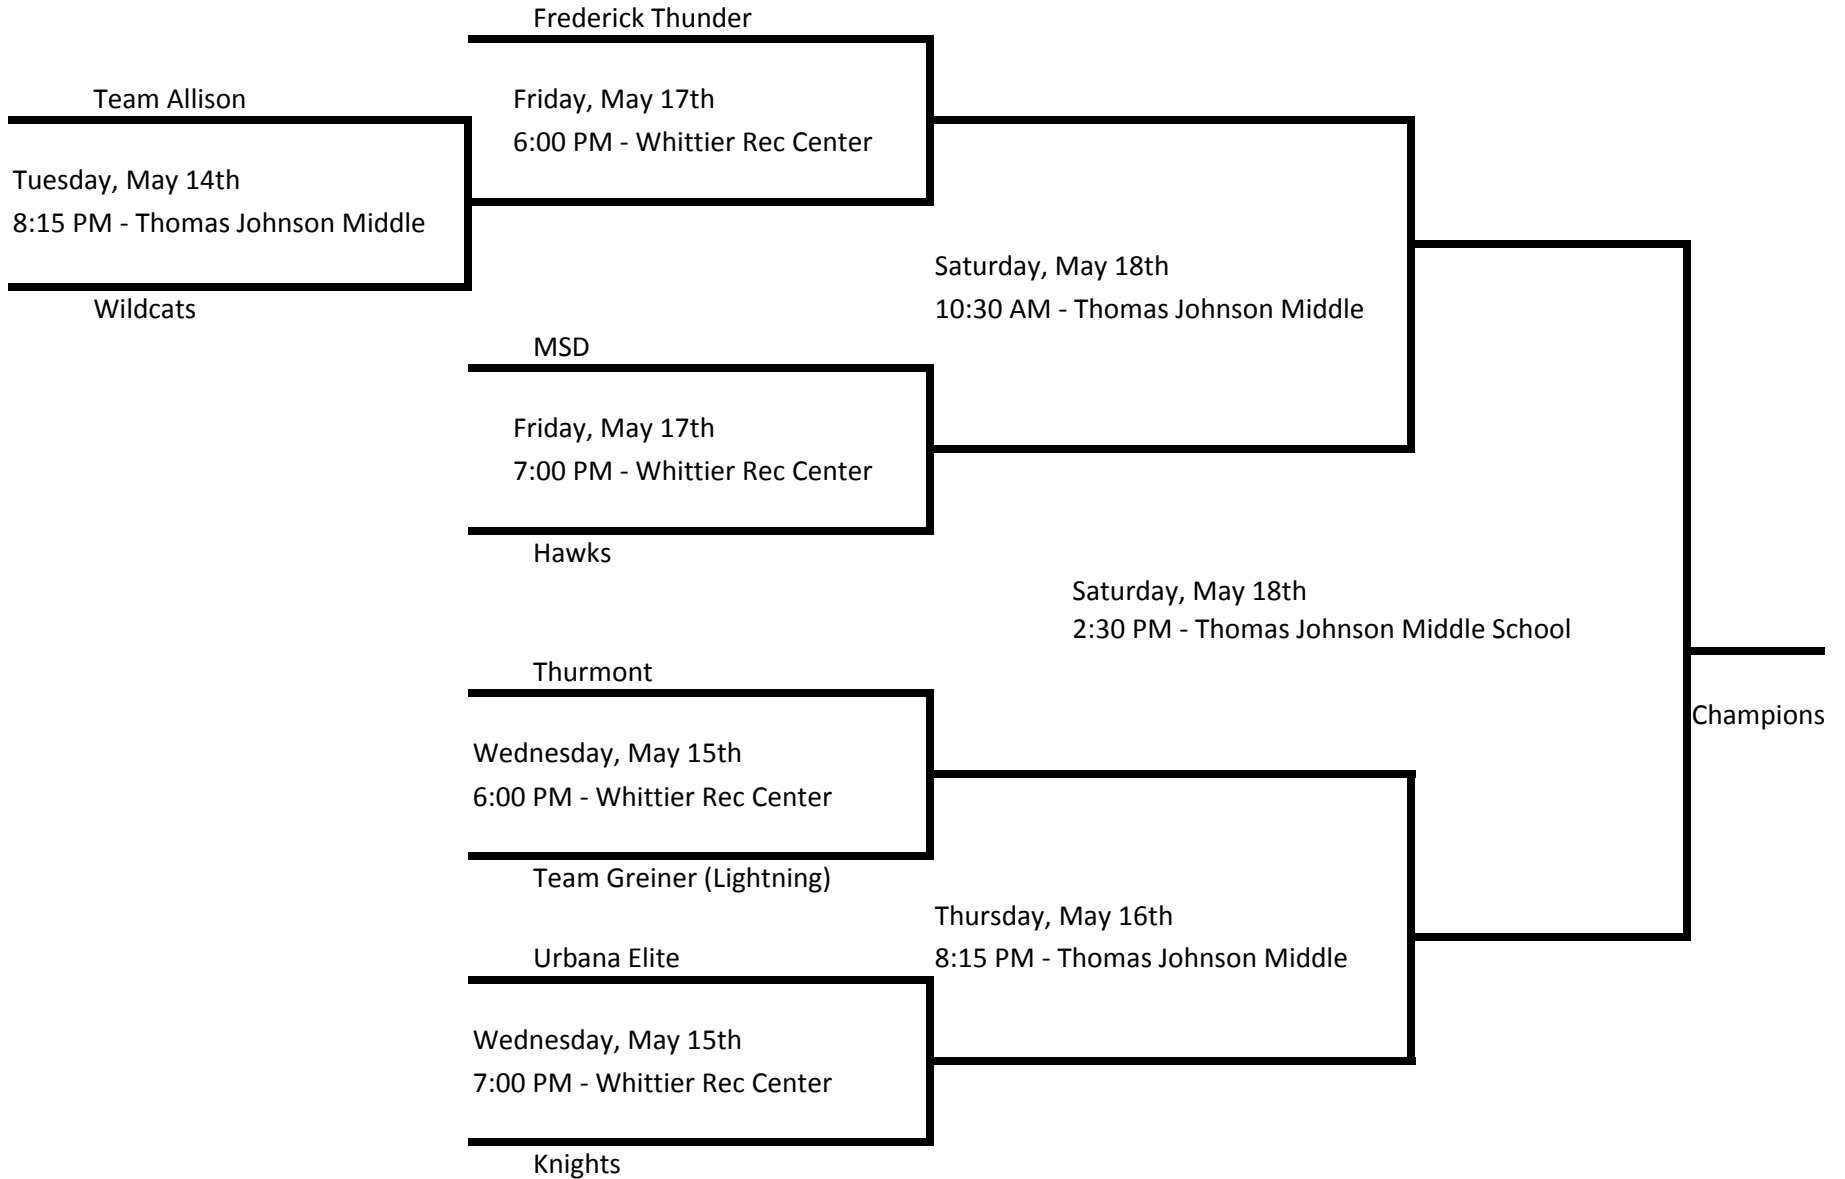 Frederick Thunder
Team Allison
Friday, May 17th
6:00 PM - Whittier Rec Center
Tuesday, May 14th
8:15 PM - Thomas Johnson Middle
Saturday, May 18th
10:30 AM - Thomas Johnson Middle
Wildcats
MSD
Friday, May 17th
7:00 PM - Whittier Rec Center
Hawks
Saturday, May 18th
2:30 PM - Thomas Johnson Middle School
Thurmont
Champions
Wednesday, May 15th
6:00 PM - Whittier Rec Center
Team Greiner (Lightning)
Thursday, May 16th
8:15 PM - Thomas Johnson Middle
Urbana Elite
Wednesday, May 15th
7:00 PM - Whittier Rec Center
Knights